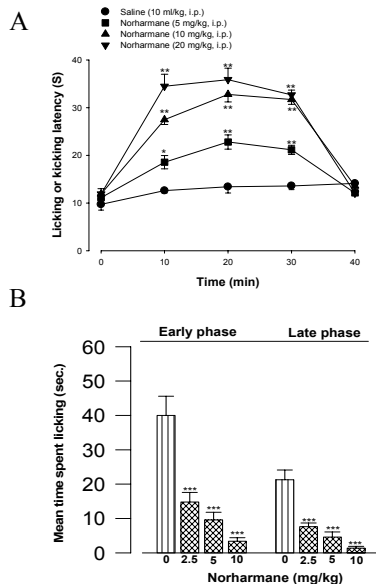 A
Saline (10 ml/kg, i.p.)
Norharmane (5 mg/kg, i.p.)
Norharmane (10 mg/kg, i.p.)
Norharmane (20 mg/kg, i.p.)
Licking or kicking latency (S)
40
30
20
10
0
** ** **
** ** **
* ** **
0 10 20 30 40
Time (min)
B
Early phase Late phase
Mean time spent licking (sec.)
60
40
20
0
*** *** *** *** *** ***
0 2.5 5 10 0 2.5 5 10
Norharmane (mg/kg)